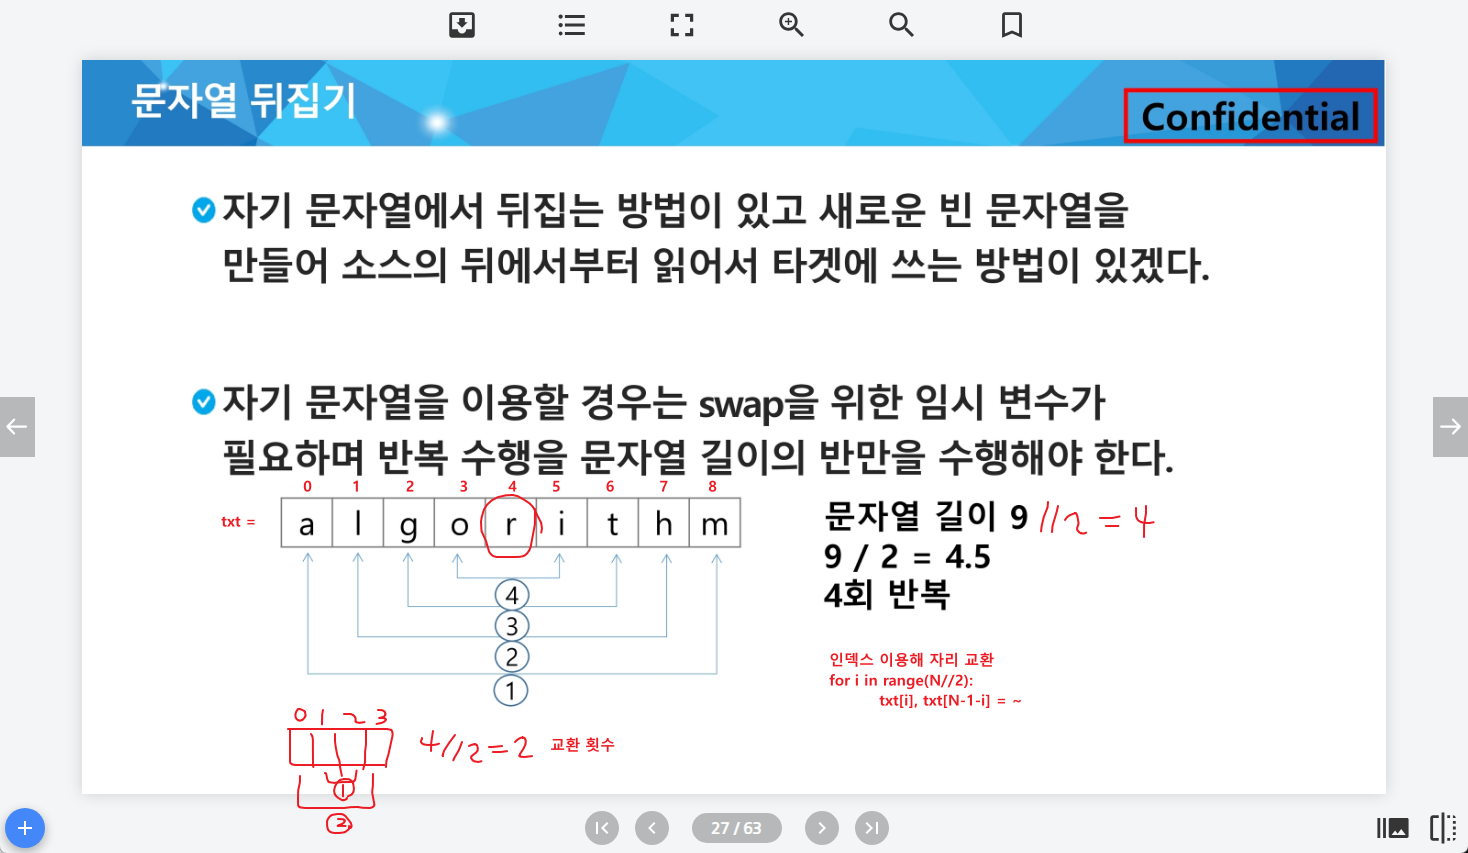 문자열 뒤집기
Confidential
자기 문자열에서 뒤집는 방법이 있고 새로운 빈 문자열을
만들어 소스의 뒤에서부터 읽어서 타겟에 쓰는 방법이 있겠다.
자기 문자열을 이용할 경우는 swap을 위한 임시 변수가
필요하며 반복 수행을 문자열 길이의 반만을 수행해야 한다.
0 1 2 3 4 5 6 7 8
txt = a l g o r i t h m
4
3
2
1
문자열 길이 9 //2 = 4
9 / 2 = 4.5
4회 반복
인덱스 이용해 자리 교환
for i in range(N//2):
txt[i], txt[N-1-i] = ~
0 1 2 3
4//2=2 교환 횟수
1
2
27 / 63